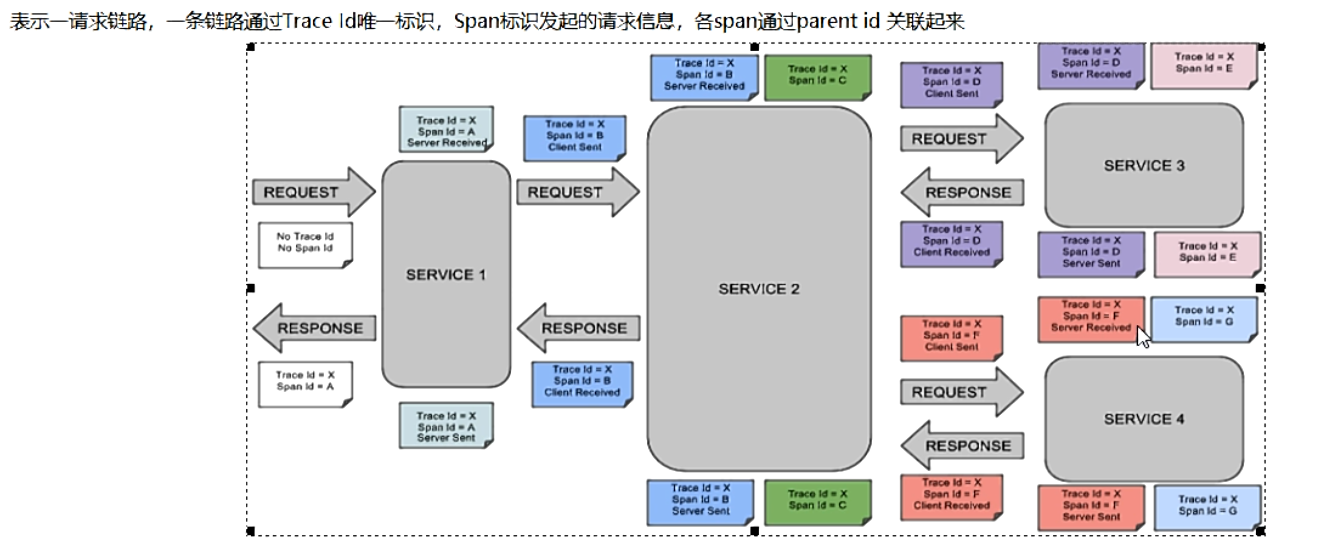 表示一请求链路，一条链路通过Trace Id唯一标识，Span标识发起的请求信息，各span通过parent id 关联起来
REQUEST
No Trace Id
No Span Id
RESPONSE
Trace Id = X
Span Id = A
Trace Id = X
Span Id = A
Server Received
SERVICE 1
Trace Id = X
Span Id = A
Server Sent
Trace Id = X
Span Id = B
Client Sent
REQUEST
RESPONSE
Trace Id = X
Span Id = B
Client Received
Trace Id = X
Span Id = B
Server Received
Trace Id = X
Span Id = C
SERVICE 2
Trace Id = X
Span Id = B
Server Sent
Trace Id = X
Span Id = C
Trace Id = X
Span Id = D
Client Sent
REQUEST
RESPONSE
Trace Id = X
Span Id = D
Client Received
Trace Id = X
Span Id = D
Server Received
Trace Id = X
Span Id = E
SERVICE 3
Trace Id = X
Span Id = D
Server Sent
Trace Id = X
Span Id = E
Trace Id = X
Span Id = F
Client Sent
REQUEST
RESPONSE
Trace Id = X
Span Id = F
Client Received
Trace Id = X
Span Id = F
Server Received
Trace Id = X
Span Id = G
SERVICE 4
Trace Id = X
Span Id = F
Server Sent
Trace Id = X
Span Id = G